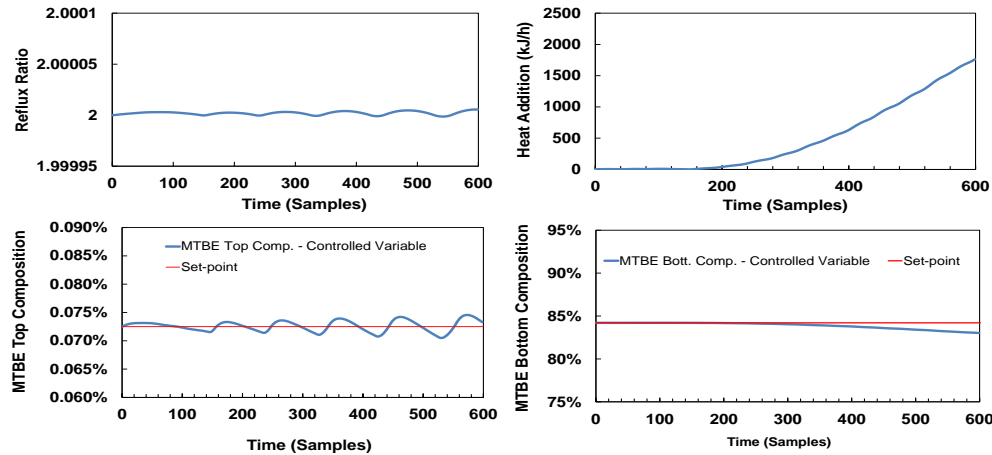 Reflux Ratio
2.0001
2.00005
2
1.99995
0 100 200 300 400 500 600
Time (Samples)
Heat Addition (kJ/h)
2500
2000
1500
1000
500
0
0 200 400 600
Time (Samples)
MTBE Top Composition
0.090%
0.085%
0.080%
0.075%
0.070%
0.065%
0.060%
MTBE Top Comp. - Controlled Variable
Set-point
0 100 200 300 400 500 600
Time (Samples)
MTBE Bottom Composition
95%
90%
85%
80%
75%
MTBE Bott. Comp. - Controlled Variable Set-point
0 100 200 300 400 500 600
Time (Samples)